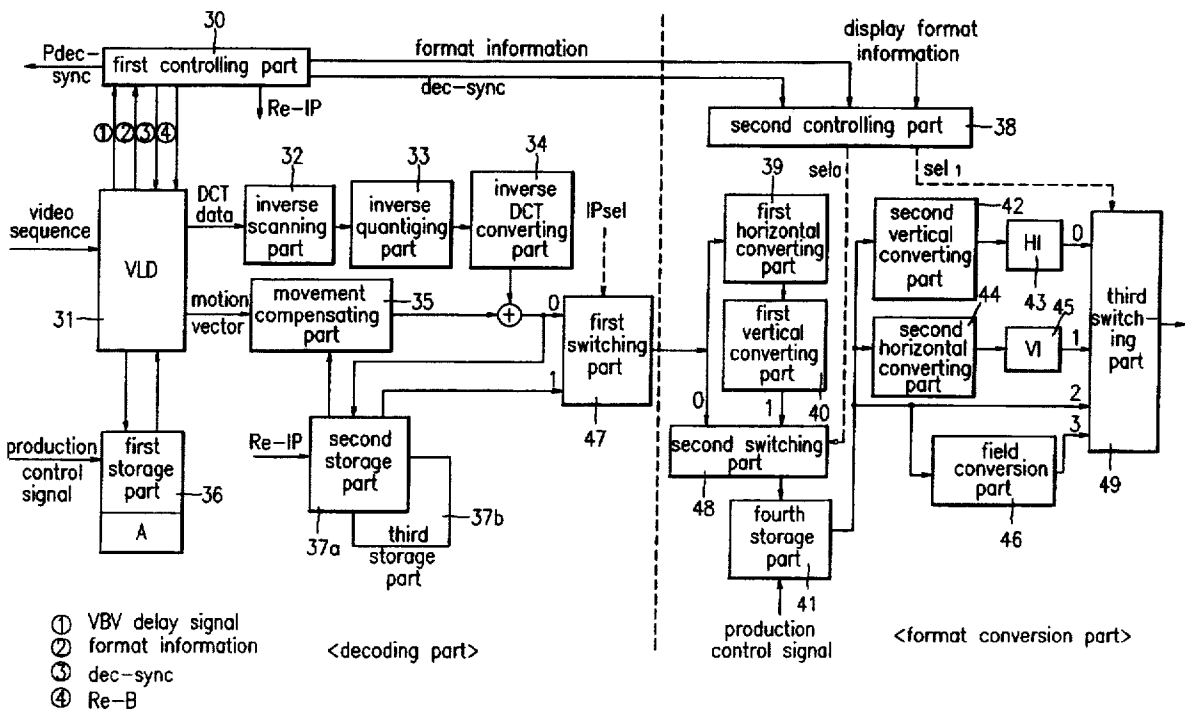 30
Pdec-
sync
first controlling part
format information
dec-sync
display format
information
Re-IP
second controlling part
38
① ② ③ ④
sela
sel 1
video
sequence
VLD
31
DCT
data
32
inverse
scanning
part
33
inverse
quantiging
part
34
inverse
DCT
converting
part
IPsel
39
first
horizontal
converting
part
42
second
vertical
converting
part
HI
43
0
motion
vector
movement
compensating
part
35
0
first
switching
part
47
1
first
vertical
converting
part
40
44
second
horizontal
converting
part
45
VI
1
third
switch-
ing
part
49
0
1
2
3
production
control
signal
first
storage
part
36
A
Re-IP
second
storage
part
37a
37b
third
storage
part
second switching
part
48
field
conversion
part
46
fourth
storage
part
41
production
control signal
① VBV delay signal
② format information
③ dec-sync
④ Re-B
<decoding part>
<format conversion part>